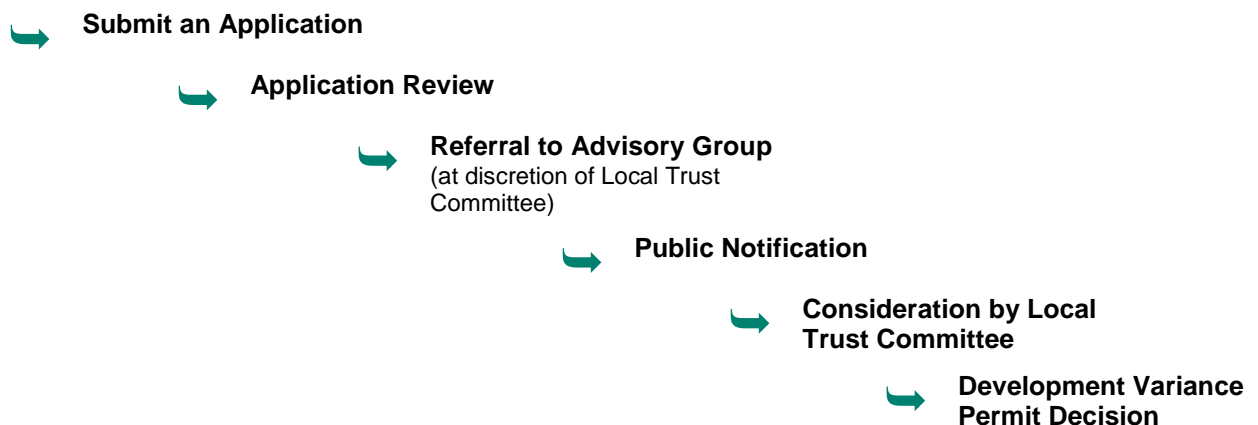 Submit an Application
Application Review
Referral to Advisory Group
(at discretion of Local Trust
Committee)
Public Notification
Consideration by Local
Trust Committee
Development Variance
Permit Decision